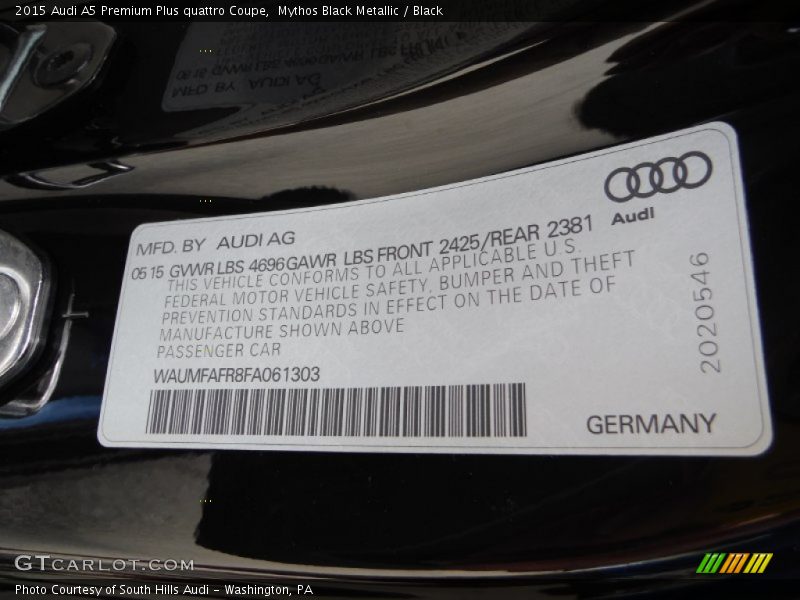 2015 Audi A5 Premium Plus quattro Coupe,  Mythos Black Metallic / Black
MFD. BY AUDI AG
Audi
05 15 GVWR LBS 4696 GAWR LBS FRONT 2425/REAR 2381
THIS VEHICLE CONFORMS TO ALL APPLICABLE U.S.
FEDERAL MOTOR VEHICLE SAFETY, BUMPER AND THEFT
PREVENTION STANDARDS IN EFFECT ON THE DATE OF
MANUFACTURE SHOWN ABOVE
PASSENGER CAR
WAUMFAFR8FA061303
2020546
GERMANY
GTCARLOT.COM
Photo Courtesy of South Hills Audi - Washington, PA